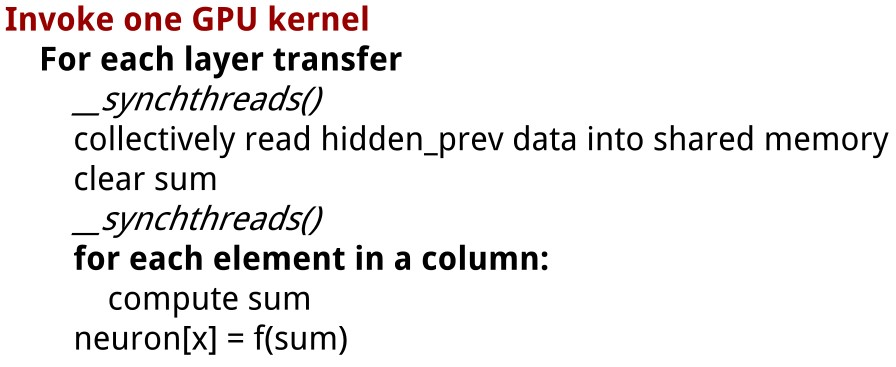 Invoke one GPU kernel
For each layer transfer
__synchthreads()
collectively read hidden_prev data into shared memory
clear sum
__synchthreads()
for each element in a column:
compute sum
neuron[x] = f(sum)